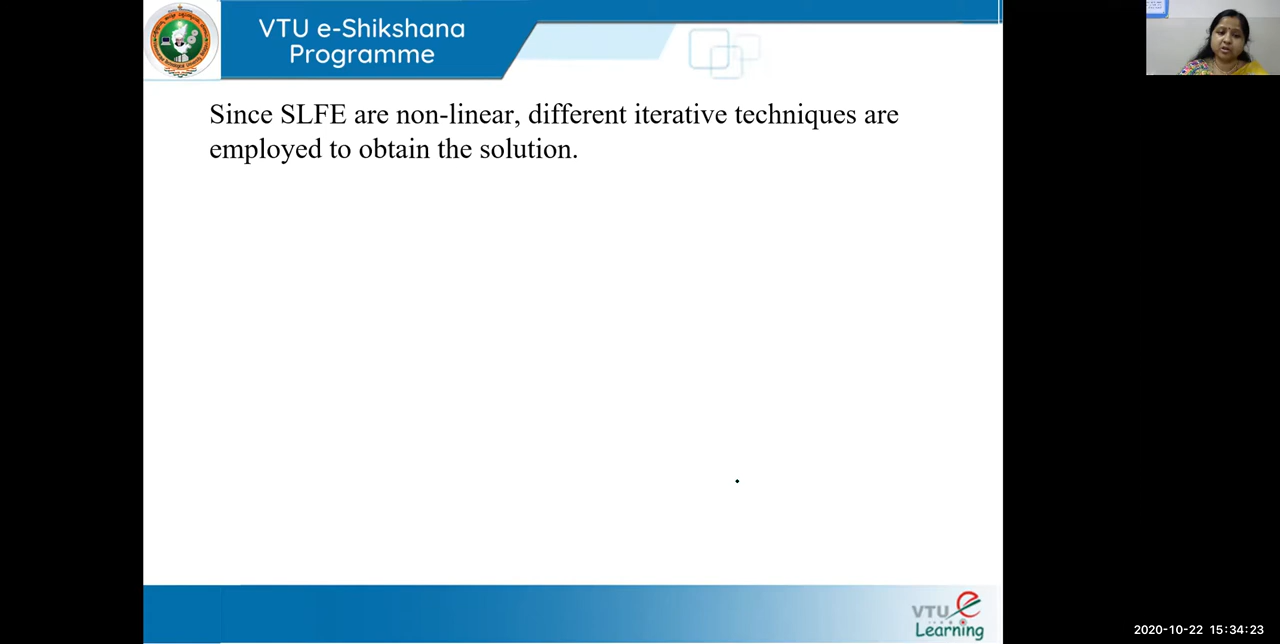 VTU e-Shikshana
Programme
Since SLFE are non-linear, different iterative techniques are
employed to obtain the solution.
VTU e
Learning
2020-10-22 15:34:23